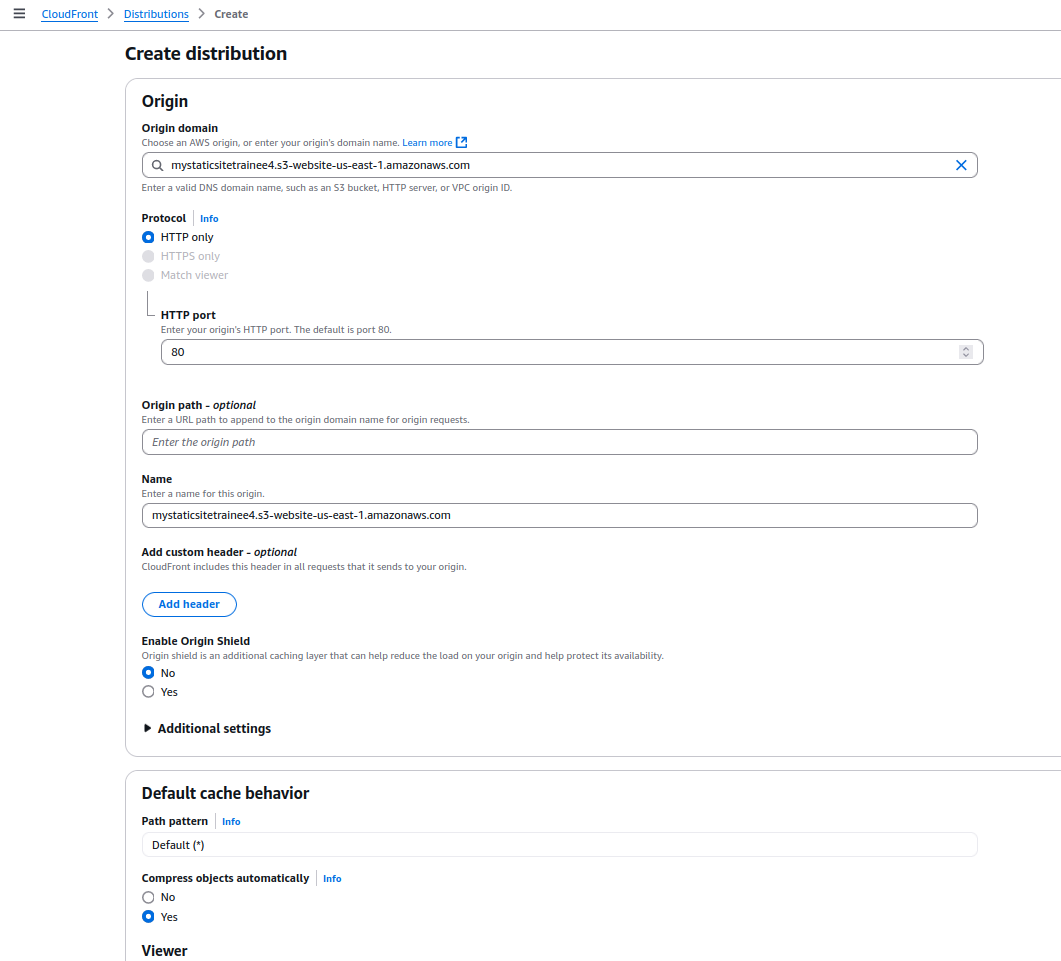 CloudFront > Distributions > Create
Create distribution
Origin
Origin domain
Choose an AWS origin, or enter your origin's domain name. Learn more
mystaticsitetrainee4.s3-website-us-east-1.amazonaws.com
Enter a valid DNS domain name, such as an S3 bucket, HTTP server, or VPC origin ID.
Protocol | Info
HTTP only
HTTPS only
Match viewer
HTTP port
Enter your origin's HTTP port. The default is port 80.
80
Origin path - optional
Enter a URL path to append to the origin domain name for origin requests.
Enter the origin path
Name
Enter a name for this origin.
mystaticsitetrainee4.s3-website-us-east-1.amazonaws.com
Add custom header - optional
CloudFront includes this header in all requests that it sends to your origin.
Add header
Enable Origin Shield
Origin shield is an additional caching layer that can help reduce the load on your origin and help protect its availability.
No
Yes
Additional settings
Default cache behavior
Path pattern | Info
Default (*)
Compress objects automatically | Info
No
Yes
Viewer